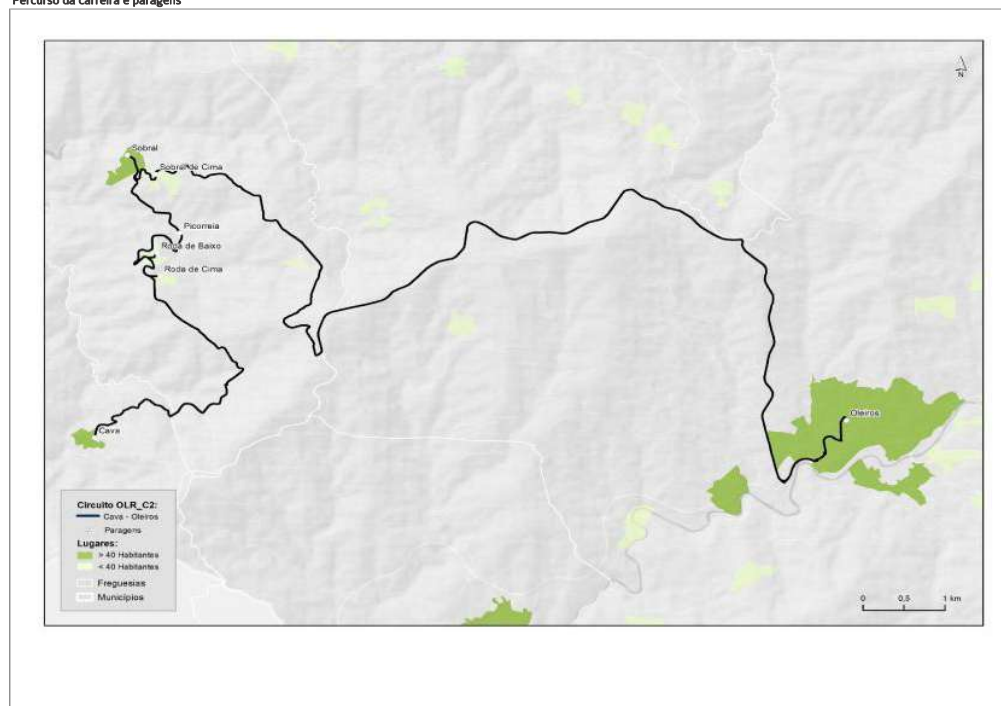 Percurso da carreira e paragens
N
Sobral
Sobral de Cima
Picorreia
Roda de Baixo
Roda de Cima
Cava
Oleiros
Circuito OLR_C2:
Cava - Oleiros
Paragens
Lugares:
> 40 Habitantes
< 40 Habitantes
Freguesias
Municípios
0 0,5 1 km